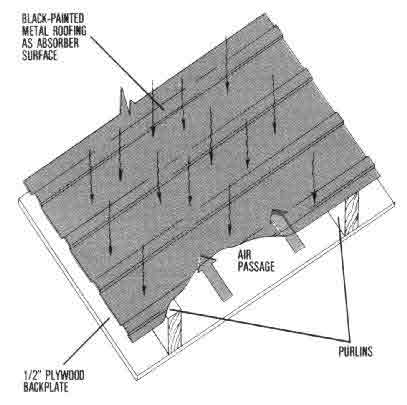 BLACK-PAINTED
METAL ROOFING
AS ABSORBER
SURFACE
AIR
PASSAGE
PURLINS
1/2" PLYWOOD
BACKPLATE